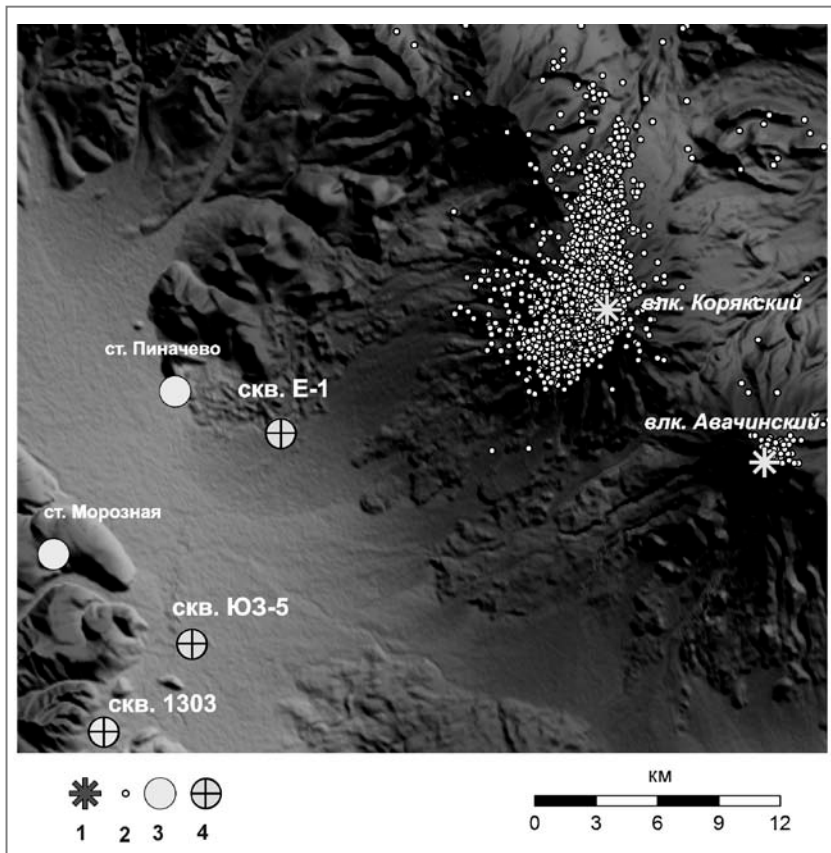 влк. Корякский
ст. Пиначево
скв. Е-1
влк. Авачинский
ст. Морозная
скв. ЮЗ-5
скв. 1303
км
1 2 3 4
0 3 6 9 12